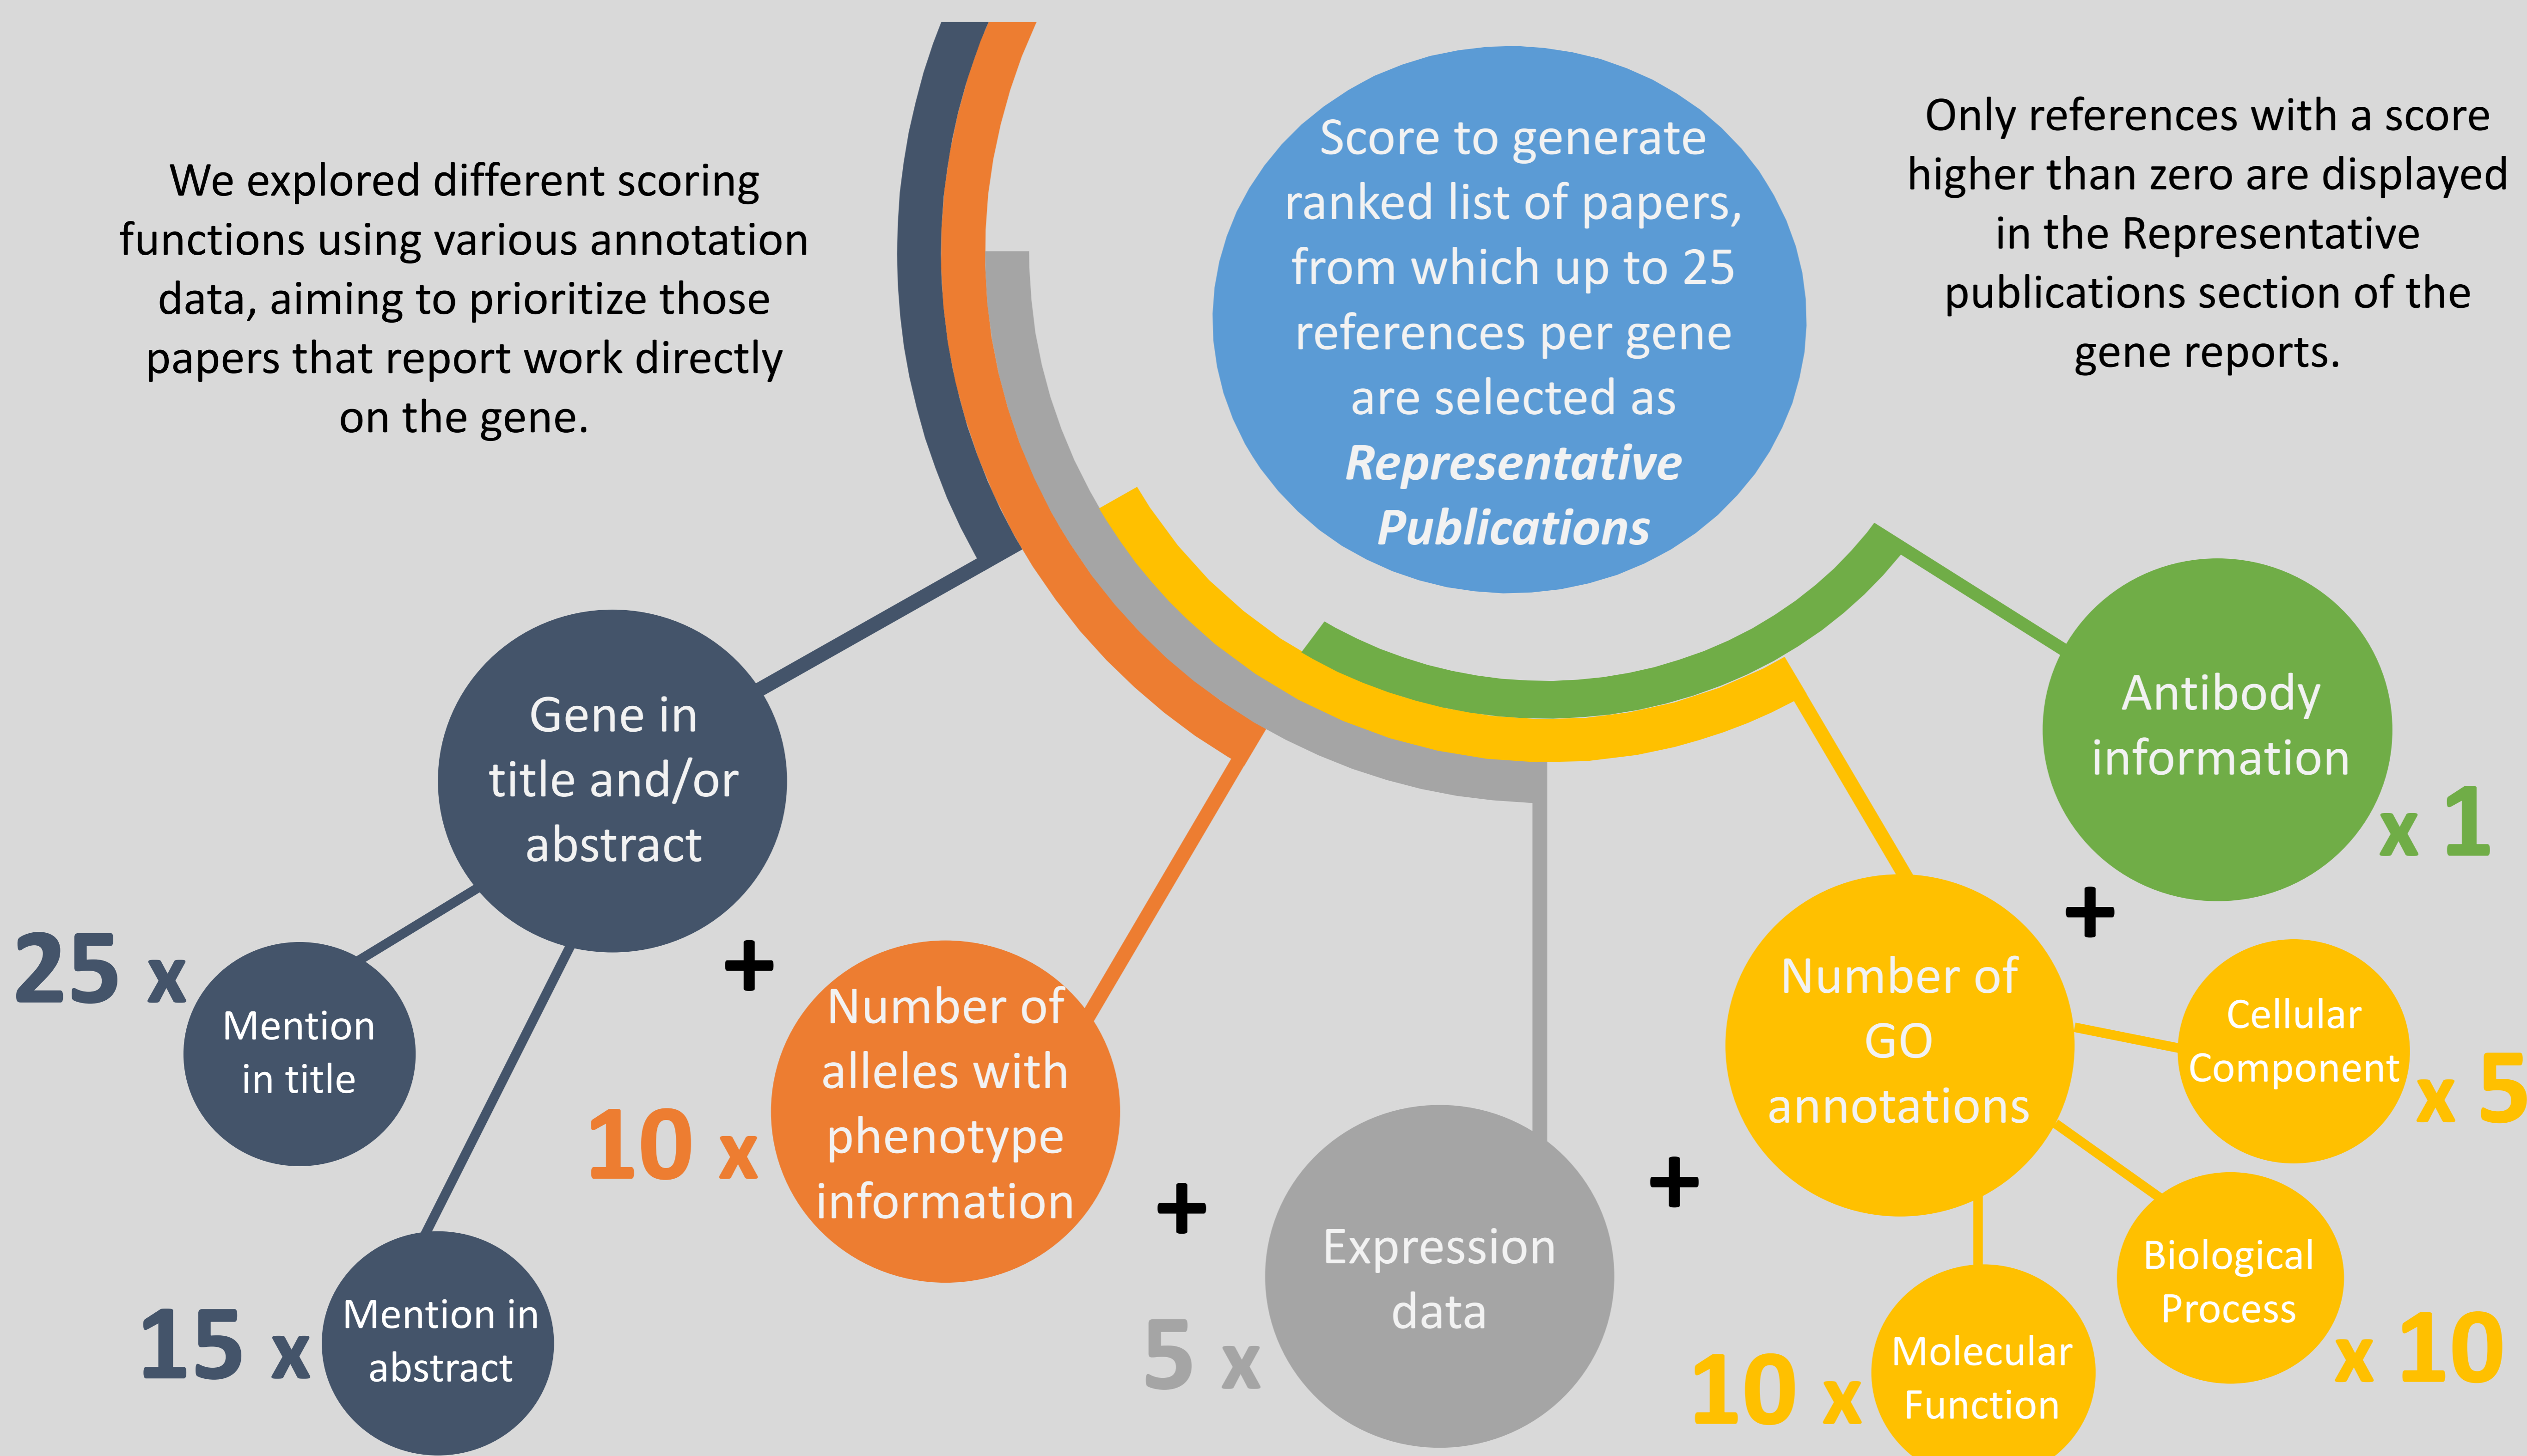 We explored different scoring
functions using various annotation
data, aiming to prioritize those
papers that report work directly
on the gene.
Score to generate
ranked list of papers,
from which up to 25
references per gene
are selected as
Representative
Publications
Only references with a score
higher than zero are displayed
in the Representative
publications section of the
gene reports.
Gene in
title and/or
abstract
25 x
Mention
in title
15 x
Mention in
abstract
+
10 x
Number of
alleles with
phenotype
information
+
5 x
Expression
data
+
Number of
GO
annotations
10 x
Molecular
Function
Biological
Process
x 10
Cellular
Component
x 5
+
Antibody
information
x 1